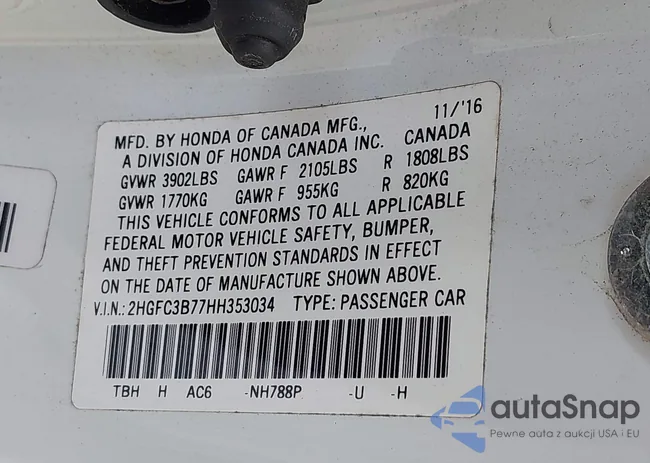 11/'16
MFD. BY HONDA OF CANADA MFG.,
A DIVISION OF HONDA CANADA INC. CANADA
GVWR 3902LBS GAWR F 2105LBS R 1808LBS
GVWR 1770KG GAWR F 955KG R 820KG
THIS VEHICLE CONFORMS TO ALL APPLICABLE
FEDERAL MOTOR VEHICLE SAFETY, BUMPER,
AND THEFT PREVENTION STANDARDS IN EFFECT
ON THE DATE OF MANUFACTURE SHOWN ABOVE.
V.I.N.: 2HGFC3B77HH353034 TYPE: PASSENGER CAR
TBH H AC6 -NH788P -U -H
autaSnap
Pewne auta z aukcji USA i EU